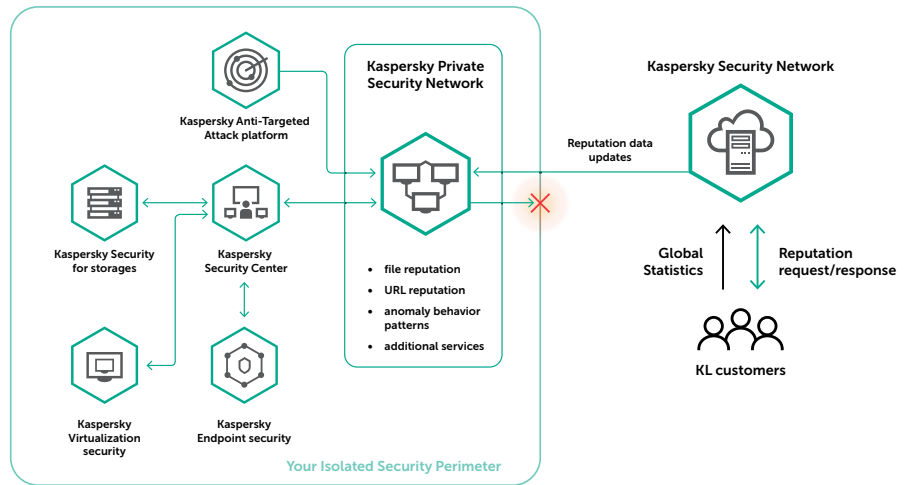 Kaspersky Private
Security Network
Kaspersky Security Network
Kaspersky Anti-Targeted
Attack platform
Reputation data
updates
Kaspersky Security
for storages
Kaspersky
Security Center
Global
Statistics
Reputation
request/response
• file reputation
• URL reputation
• anomaly behavior
patterns
• additional services
KL customers
Kaspersky
Virtualization
security
Kaspersky
Endpoint security
Your Isolated Security Perimeter